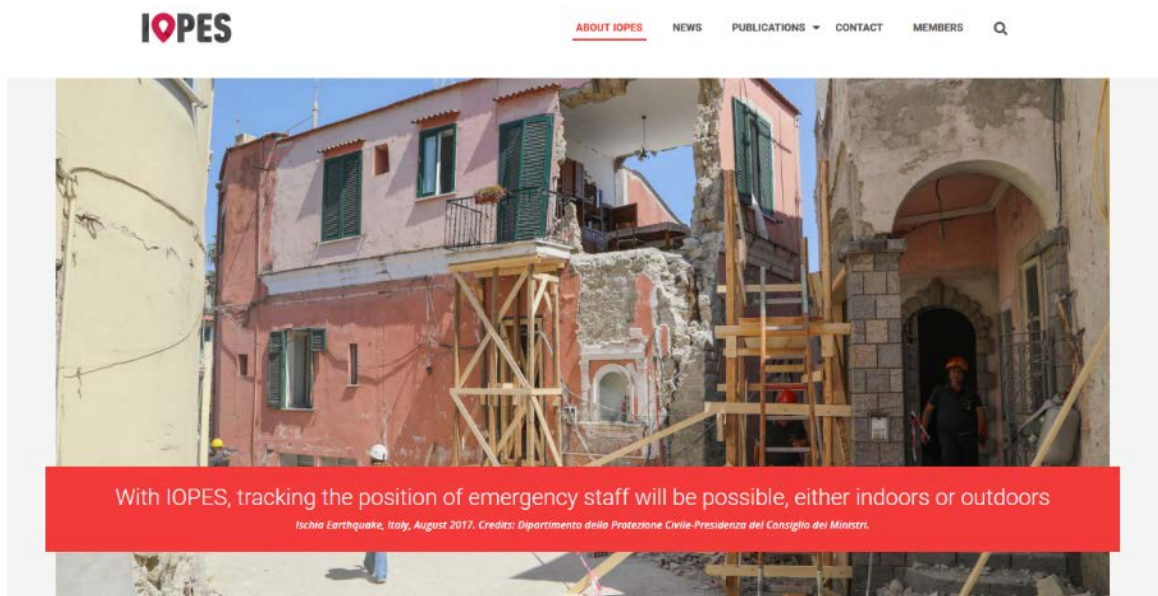 IOPES
ABOUT IOPES NEWS PUBLICATIONS CONTACT MEMBERS
With IOPES, tracking the position of emergency staff will be possible, either indoors or outdoors
Ischia Earthquake, Italy, August 2017. Credits: Dipartimento della Protezione Civile-Presidenza del Consiglio dei Ministri.